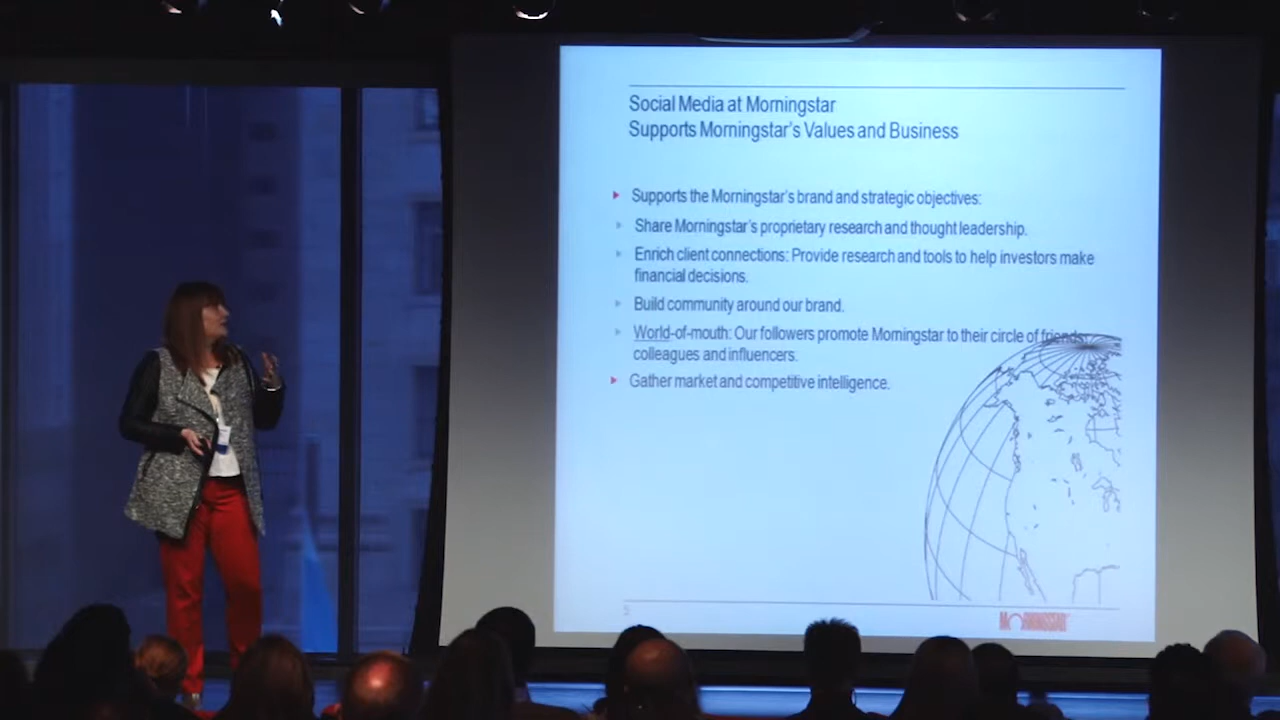 Social Media at Morningstar
Supports Morningstar's Values and Business
Supports the Morningstar's brand and strategic objectives:
Share Morningstar's proprietary research and thought leadership.
Enrich client connections: Provide research and tools to help investors make
financial decisions.
Build community around our brand.
World-of-mouth: Our followers promote Morningstar to their circle of friends,
colleagues and influencers.
Gather market and competitive intelligence.
5
MORNINGSTAR